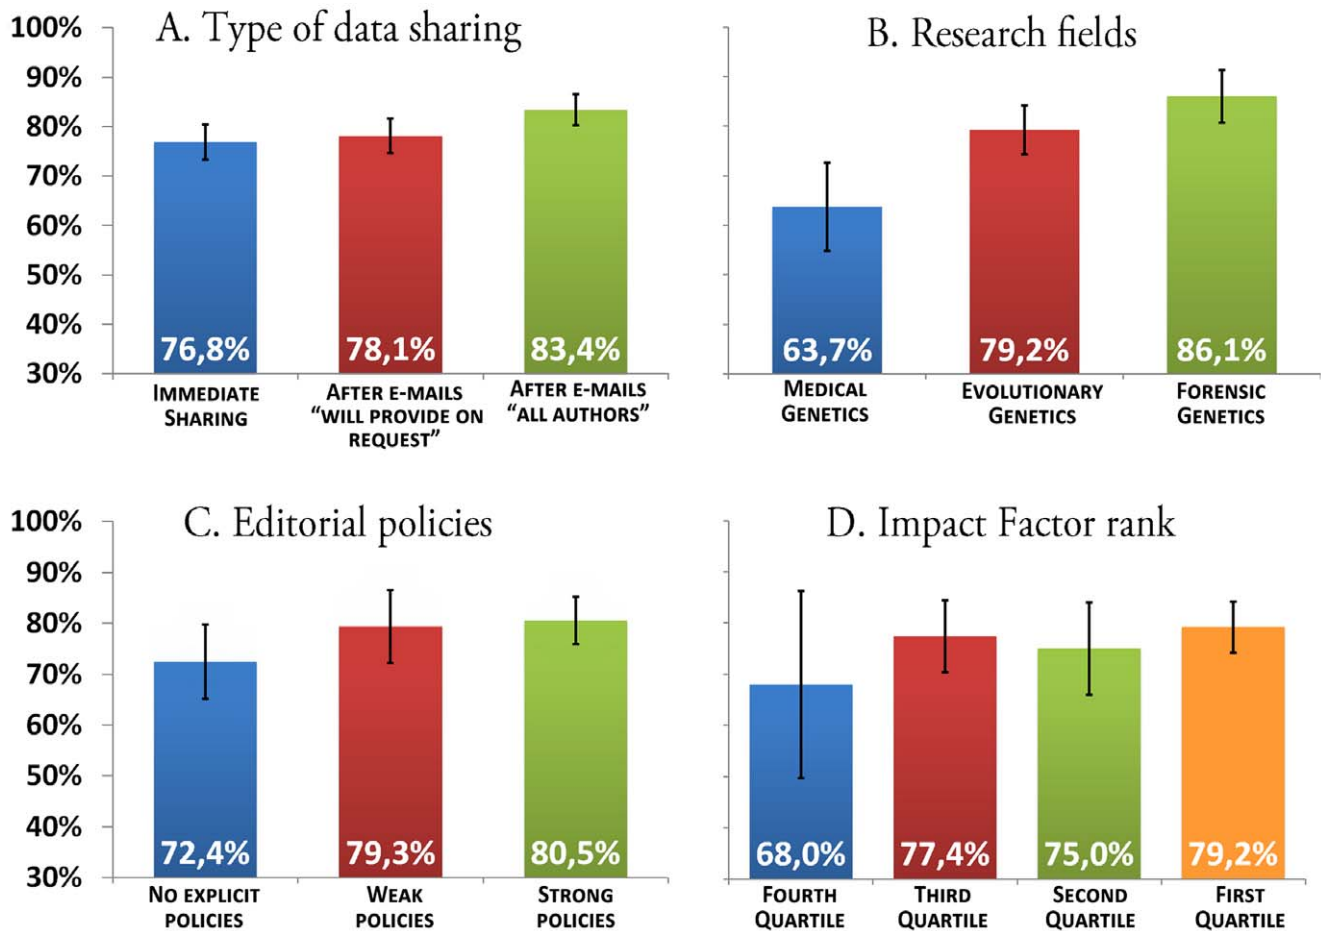 A. Type of data sharing
100%
90%
80%
70%
60%
50%
40%
30%
76,8%
78,1%
83,4%
IMMEDIATE
SHARING
AFTER E-MAILS
“WILL PROVIDE ON
REQUEST”
AFTER E-MAILS
“ALL AUTHORS”
B. Research fields
63,7%
79,2%
86,1%
MEDICAL
GENETICS
EVOLUTIONARY
GENETICS
FORENSIC
GENETICS
C. Editorial policies
100%
90%
80%
70%
60%
50%
40%
30%
72,4%
79,3%
80,5%
NO EXPLICIT
POLICIES
WEAK
POLICIES
STRONG
POLICIES
D. Impact Factor rank
68,0%
77,4%
75,0%
79,2%
FOURTH
QUARTILE
THIRD
QUARTILE
SECOND
QUARTILE
FIRST
QUARTILE